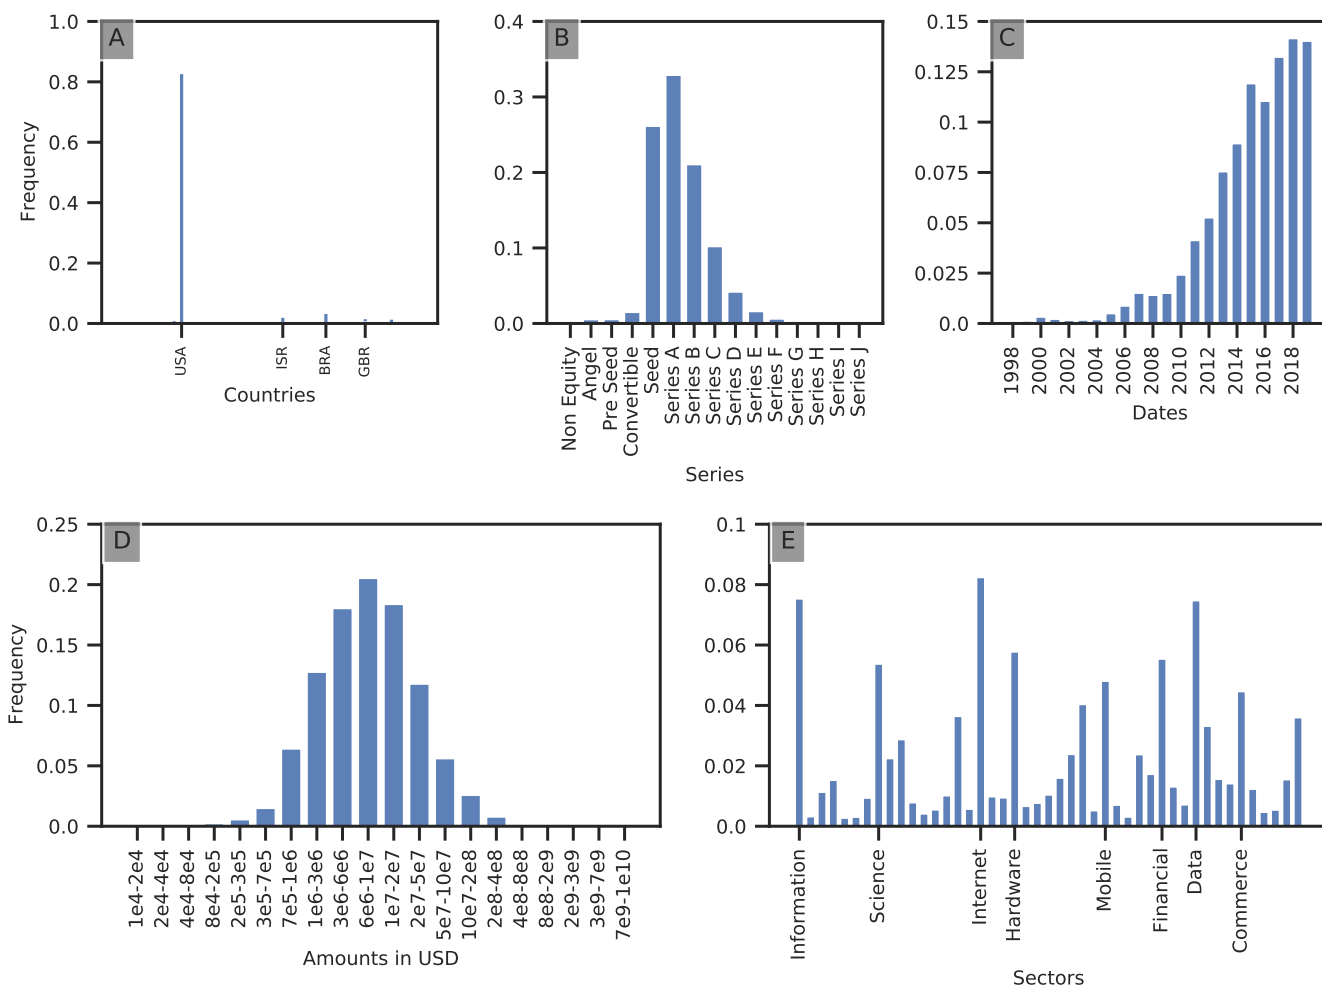 A
1.0
0.8
0.6
0.4
0.2
0.0
Frequency
USA
ISR
BRA
GBR
Countries
B
0.4
0.3
0.2
0.1
0.0
Non Equity
Angel
Pre Seed
Convertible
Seed
Series A
Series B
Series C
Series D
Series E
Series F
Series G
Series H
Series I
Series J
Series
C
0.15
0.125
0.1
0.075
0.05
0.025
0.0
1998
2000
2002
2004
2006
2008
2010
2012
2014
2016
2018
Dates
D
0.25
0.2
0.15
0.1
0.05
0.0
Frequency
1e4-2e4
2e4-4e4
4e4-8e4
8e4-2e5
2e5-3e5
3e5-7e5
7e5-1e6
1e6-3e6
3e6-6e6
6e6-1e7
1e7-2e7
2e7-5e7
5e7-10e7
10e7-2e8
2e8-4e8
4e8-8e8
8e8-2e9
2e9-3e9
3e9-7e9
7e9-1e10
Amounts in USD
E
0.1
0.08
0.06
0.04
0.02
0.0
Information
Science
Internet
Hardware
Mobile
Financial
Data
Commerce
Sectors